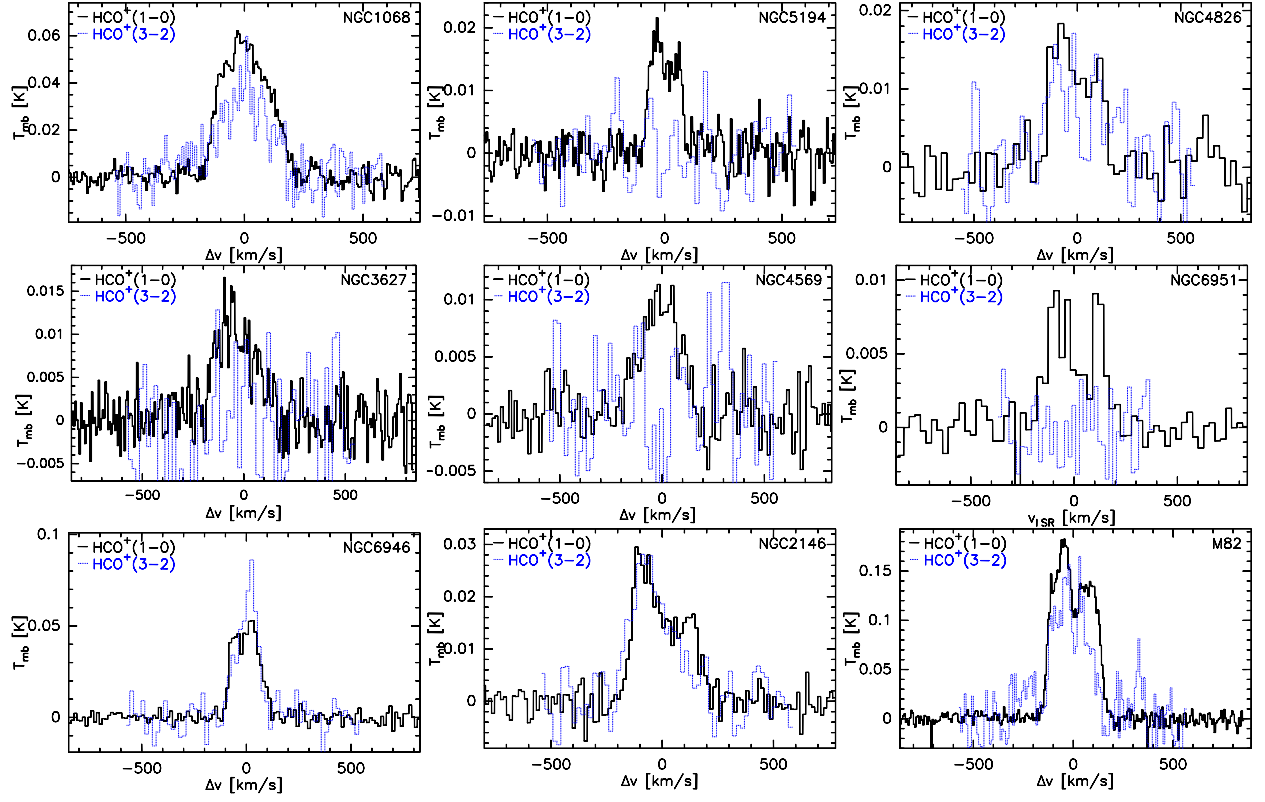 HCO+(1−0) NGC1068
HCO+(3−2)
0.06
0.04
0.02
0
Tmb [K]
−500 0 500
Δv [km/s]
HCO+(1−0) NGC5194
HCO+(3−2)
0.02
0.01
0
−0.01
Tmb [K]
−500 0 500
Δv [km/s]
HCO+(1−0) NGC4826
HCO+(3−2)
0.02
0.01
0
Tmb [K]
−500 0 500
Δv [km/s]
HCO+(1−0) NGC3627
HCO+(3−2)
0.015
0.01
0.005
0
−0.005
Tmb [K]
−500 0 500
Δv [km/s]
HCO+(1−0) NGC4569
HCO+(3−2)
0.01
0.005
0
−0.005
Tmb [K]
−500 0 500
Δv [km/s]
HCO+(1−0) NGC6951
HCO+(3−2)
0.01
0.005
0
Tmb [K]
−500 0 500
vLSR [km/s]
HCO+(1−0) NGC6946
HCO+(3−2)
0.1
0.05
0
Tmb [K]
−500 0 500
Δv [km/s]
HCO+(1−0) NGC2146
HCO+(3−2)
0.03
0.02
0.01
0
Tmb [K]
−500 0 500
Δv [km/s]
HCO+(1−0) M82
HCO+(3−2)
0.15
0.1
0.05
0
Tmb [K]
−500 0 500
Δv [km/s]